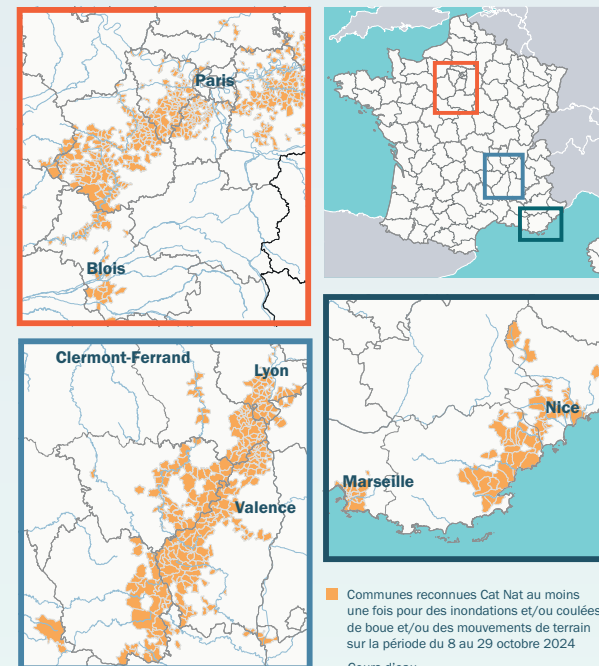 Paris
Blois
Clermont-Ferrand
Lyon
Valence
Nice
Marseille
Communes reconnues Cat Nat au moins
une fois pour des inondations et/ou coulées
de boue et/ou des mouvements de terrain
sur la période du 8 au 29 octobre 2024
Cours d'eau